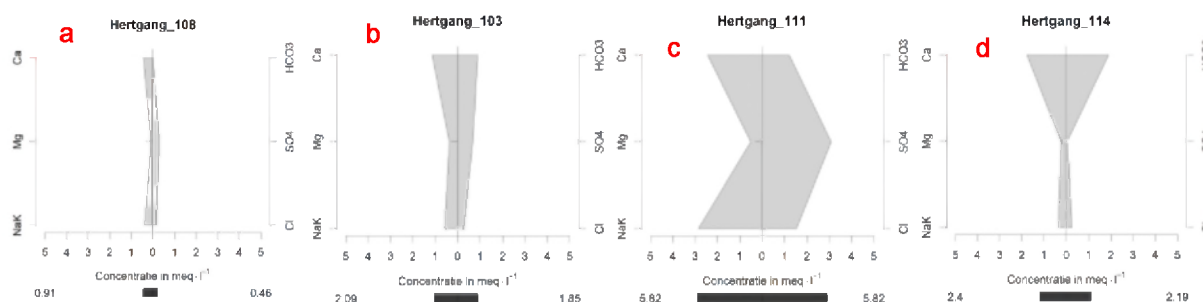 Hertgang_108
a
Ca
HCO3
Mg
SO4
NaK
Cl
5 4 3 2 1 0 1 2 3 4 5
Concentratie in meq·l⁻¹
0.91 0.46
Hertgang_103
b
Ca
HCO3
Mg
SO4
NaK
Cl
5 4 3 2 1 0 1 2 3 4 5
Concentratie in meq·l⁻¹
2.09 1.85
Hertgang_111
c
Ca
HCO3
Mg
SO4
NaK
Cl
5 4 3 2 1 0 1 2 3 4 5
Concentratie in meq·l⁻¹
5.82
Hertgang_114
d
Ca
Mg
NaK
5 4 3 2 1 0 1 2 3 4 5
Concentratie in meq·l⁻¹
2.4 2.19